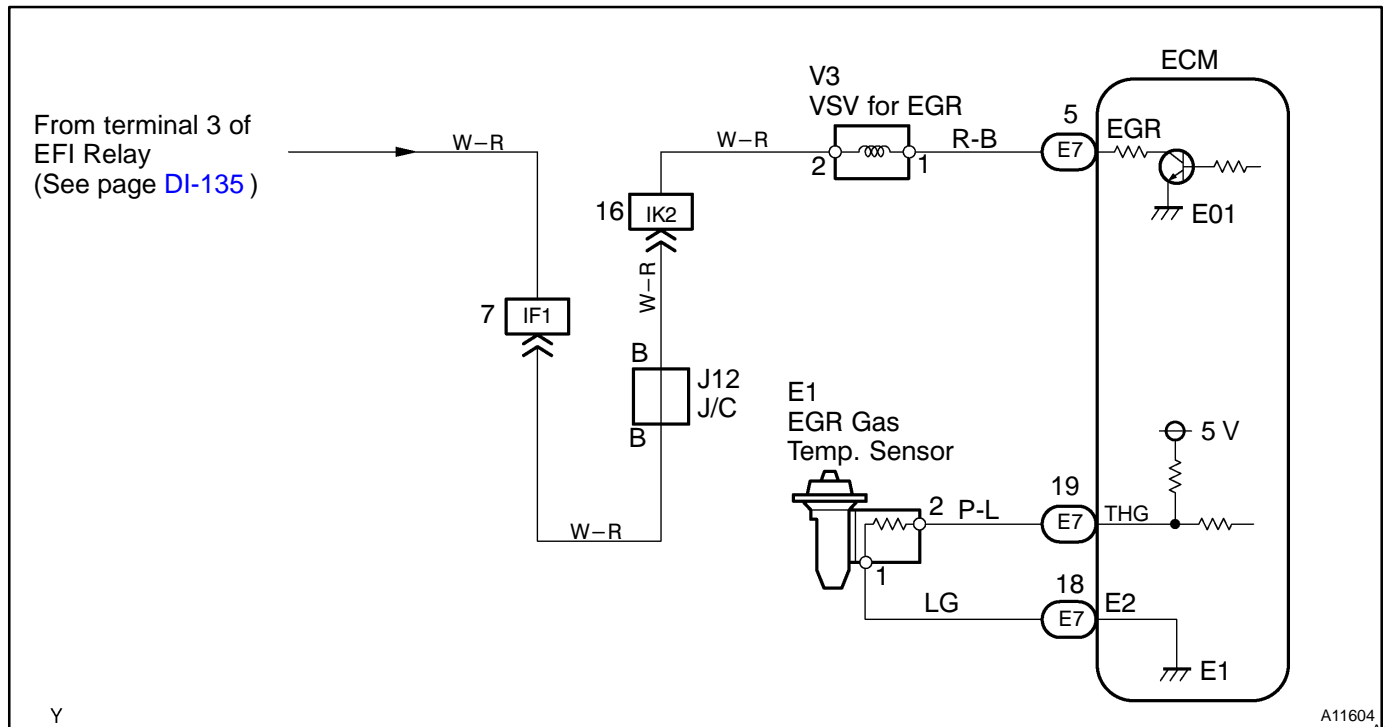 ECM
V3
VSV for EGR
From terminal 3 of
EFI Relay
(See page DI-135 )
W–R
W–R
2
1
R-B
5
E7
EGR
E01
16
IK2
W–R
7
IF1
B
J12
J/C
B
W–R
E1
EGR Gas
Temp. Sensor
5 V
2
P-L
19
E7
THG
1
LG
18
E7
E2
E1
Y
A11604
A